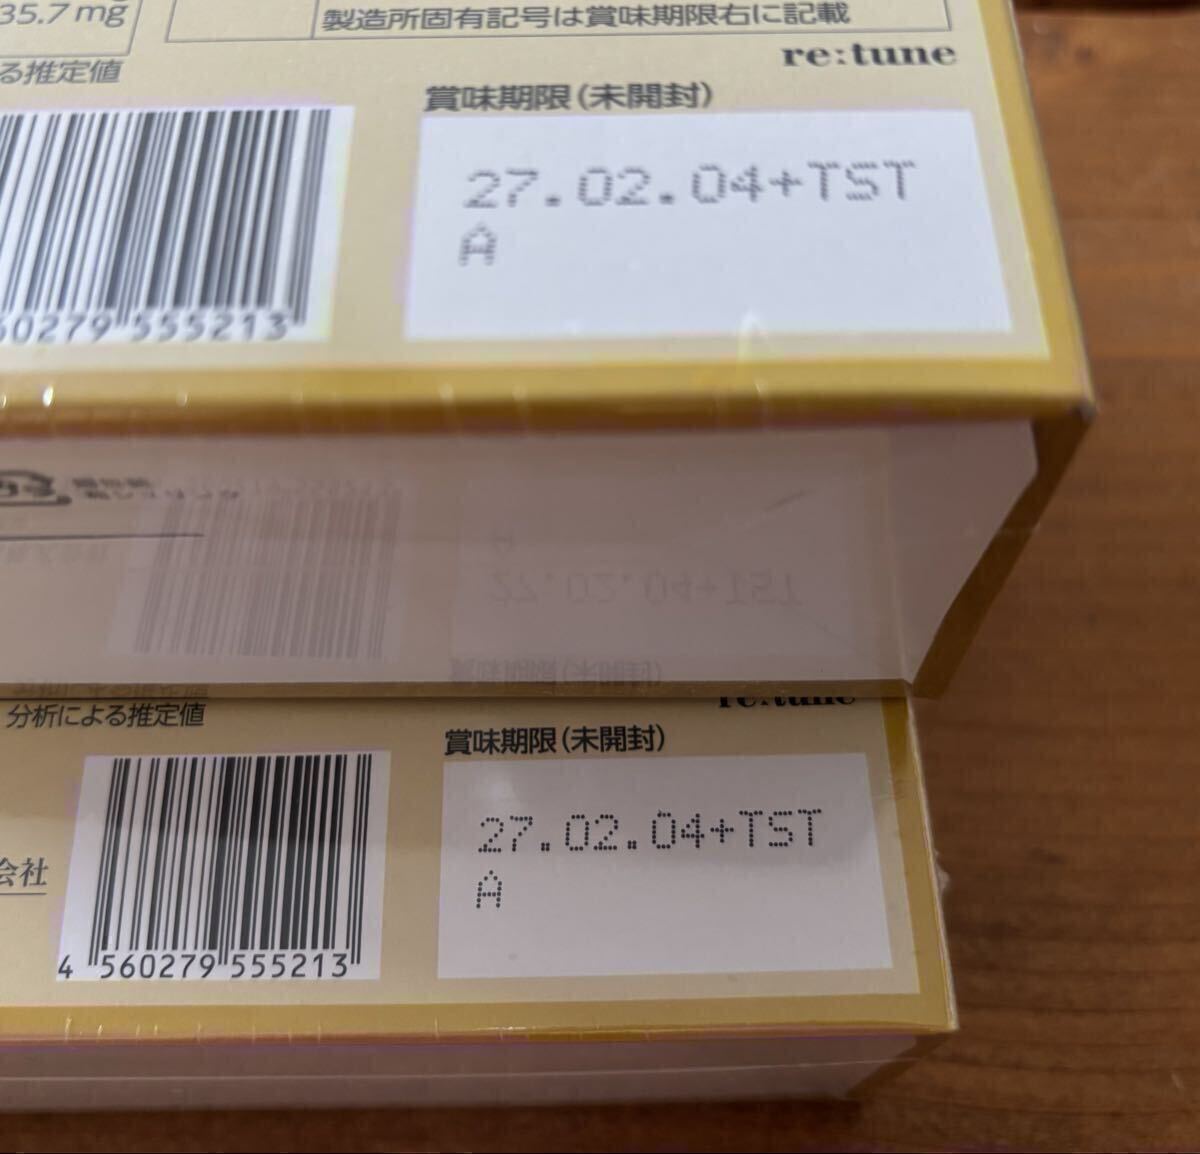 35.7 mg
製造所固有記号は賞味期限右に記載
re:tune
る推定値
賞味期限(未開封)
27.02.04+TST
A
60279 555213
分析による推定値
re:tune
賞味期限(未開封)
27.02.04+TST
A
会社
4 560279 555213